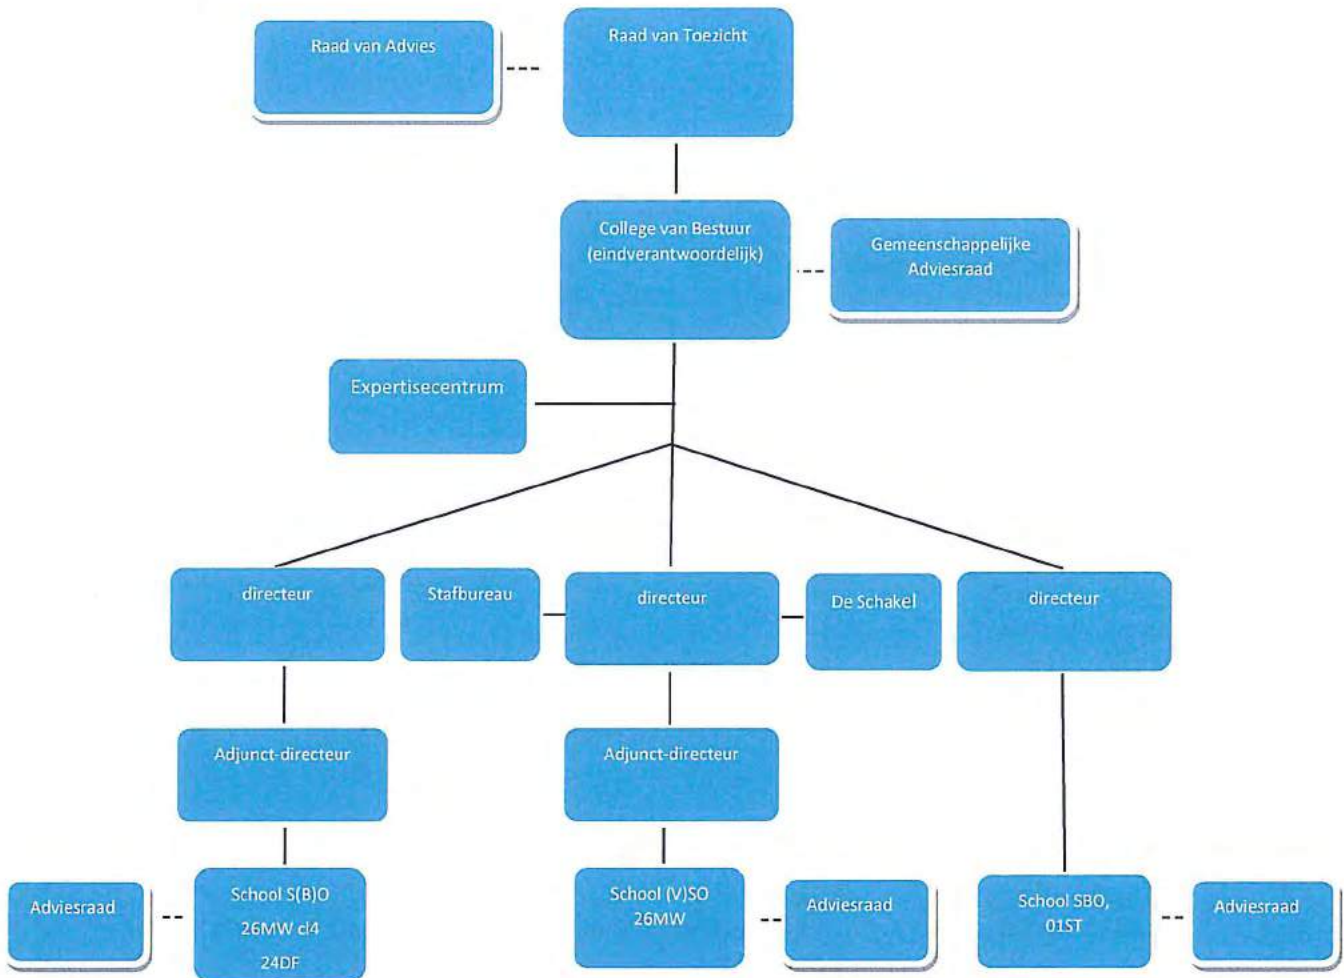 Raad van Advies
Raad van Toezicht
College van Bestuur
(eindverantwoordelijk)
Gemeenschappelijke
Adviesraad
Expertisecentrum
directeur
Stafbureau
directeur
De Schakel
directeur
Adjunct-directeur
Adjunct-directeur
Adviesraad
School S(B)O
26MW cl4
24DF
School (V)SO
26MW
Adviesraad
School SBO,
01ST
Adviesraad